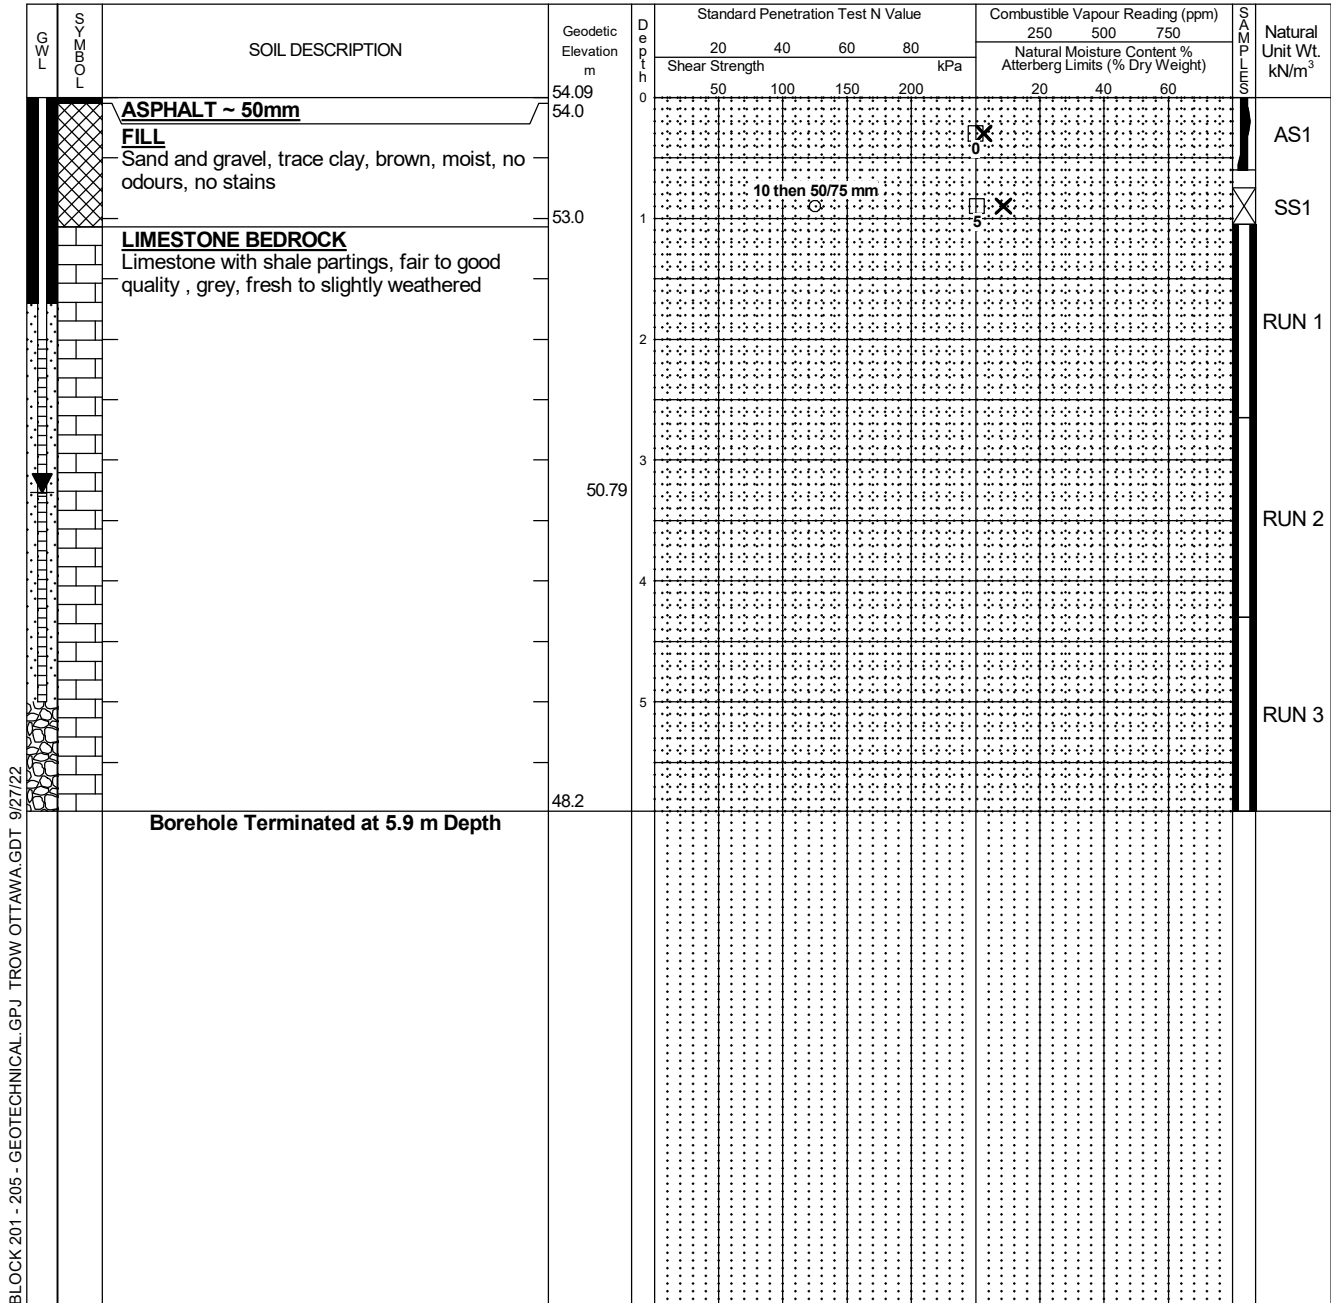 GWL
SYMBOL
SOIL DESCRIPTION
Geodetic
Elevation
m
Depth
Standard Penetration Test N Value
20 40 60 80
Shear Strength kPa
50 100 150 200
Combustible Vapour Reading (ppm)
250 500 750
Natural Moisture Content %
Atterberg Limits (% Dry Weight)
20 40 60
SAMPLES
Natural
Unit Wt.
kN/m³
54.09
0
ASPHALT ~ 50mm
54.0
FILL
Sand and gravel, trace clay, brown, moist, no
odours, no stains
0
AS1
10 then 50/75 mm
5
SS1
53.0
1
LIMESTONE BEDROCK
Limestone with shale partings, fair to good
quality , grey, fresh to slightly weathered
RUN 1
2
3
50.79
RUN 2
4
5
RUN 3
48.2
Borehole Terminated at 5.9 m Depth
BLOCK 201 - 205 - GEOTECHNICAL.GPJ TROW OTTAWA.GDT 9/27/22